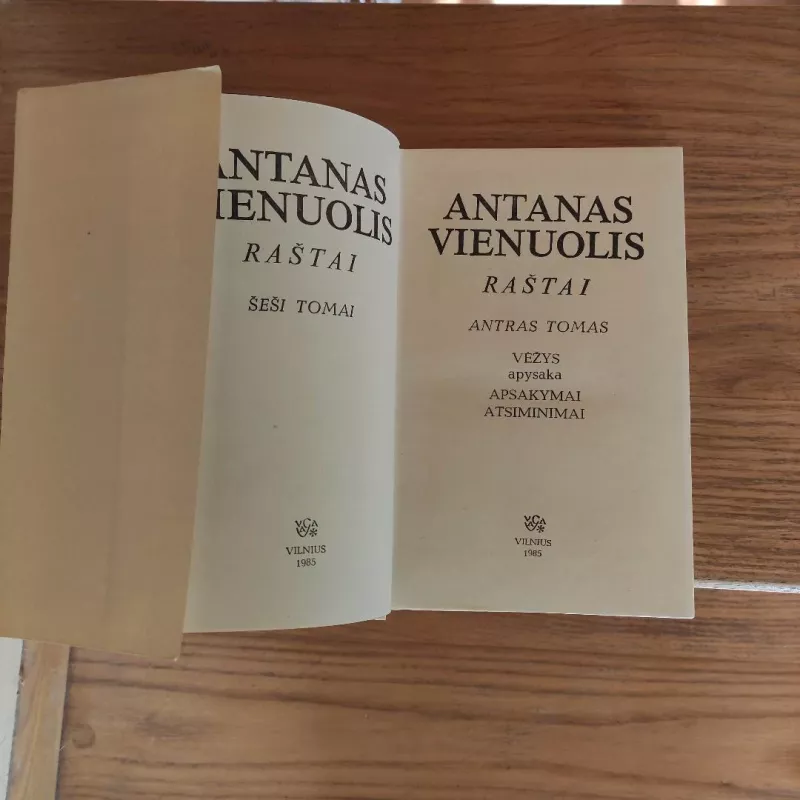 ANTANAS
VIENUOLIS
RAŠTAI
ŠEŠI TOMAI
VILNIUS
1985
ANTANAS
VIENUOLIS
RAŠTAI
ANTRAS TOMAS
VĖŽYS
apysaka
APSAKYMAI
ATSIMINIMAI
VILNIUS
1985